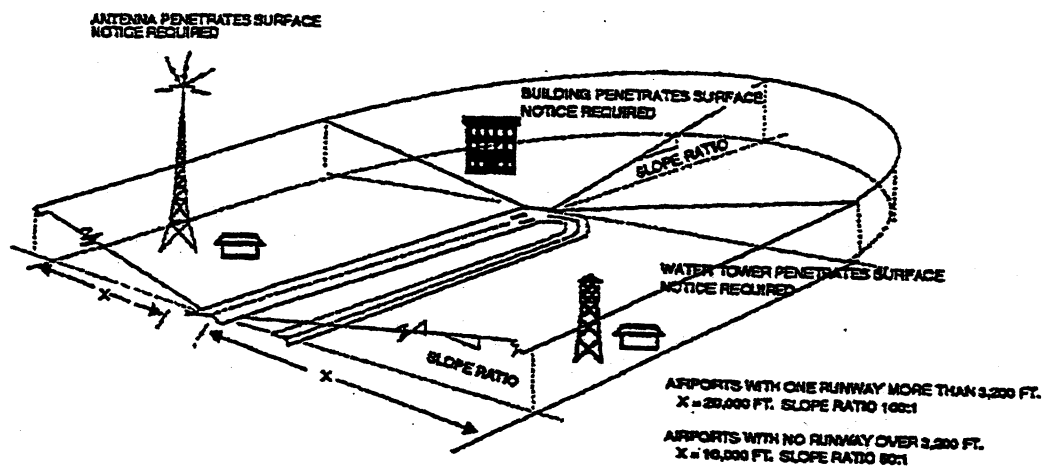 ANTENNA PENETRATES SURFACE
NOTICE REQUIRED
BUILDING PENETRATES SURFACE
NOTICE REQUIRED
SLOPE RATIO
WATER TOWER PENETRATES SURFACE
NOTICE REQUIRED
X
SLOPE RATIO
X
AIRPORTS WITH ONE RUNWAY MORE THAN 3,200 FT.
X = 20,000 FT. SLOPE RATIO 100:1
AIRPORTS WITH NO RUNWAY OVER 3,200 FT.
X = 10,000 FT. SLOPE RATIO 50:1